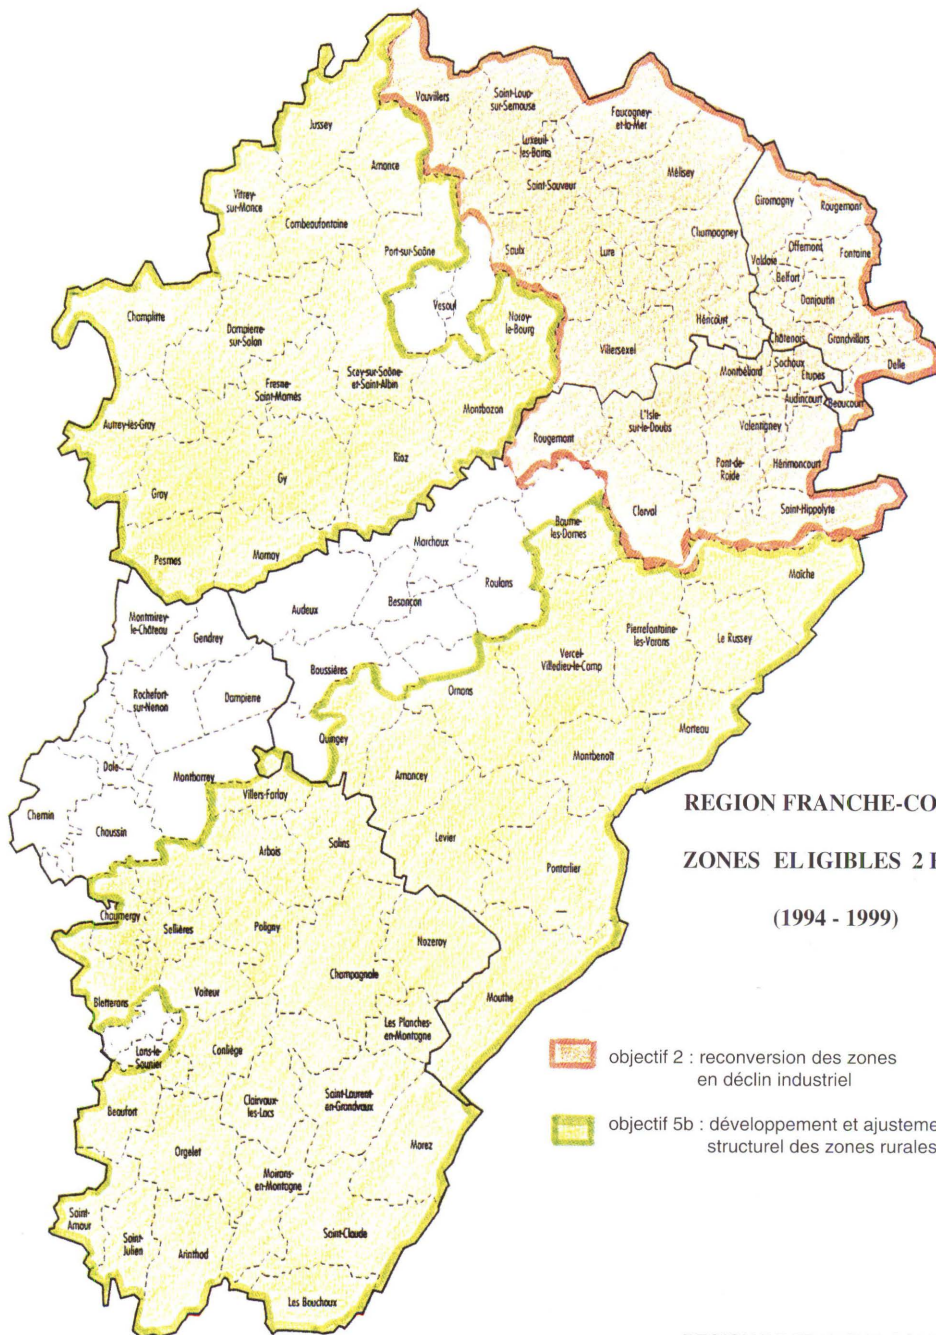 Vauvillers
Saint-Loup-
sur-Semouse
Faucogney-
et-la-Mer
Jussey
Luxeuil
les-Bains
Amance
Mélisey
Vitrey-
sur-Mance
Saint-Sauveur
Giromagny
Rougemont
Combeaufontaine
Champagney
Port-sur-Saône
Saulx
Lure
Offemont
Fontaine
Valdoie
Belfort
Vesoul
Danjoutin
Champlitte
Noroy-
le-Bourg
Héricourt
Dampierre-
sur-Salon
Châtenois
Grandvillars
Villersexel
Sochaux
Delle
Scey-sur-Saône-
et-Saint-Albin
Montbéliard
Etupes
Fresne-
Saint-Mamès
Audincourt
Beaucourt
Montbozon
L'Isle-
sur-le-Doubs
Autrey-lès-Gray
Rougemont
Valentigney
Rioz
Pont-de-
Roide
Hérimoncourt
Gy
Gray
Clerval
Saint-Hippolyte
Baume-
les-Dames
Marchaux
Pesmes
Marnay
Maîche
Roulans
Besançon
Audeux
Montmirey-
le-Château
Gendrey
Pierrefontaine-
les-Varans
Le Russey
Vercel-
Villedieu-le-Camp
Boussières
Rochefort-
sur-Nenon
Dampierre
Ornans
Morteau
Quingey
Montbenoît
Dole
Montbarrey
Amancey
Villers-Farlay
Chemin
Choussin
Levier
Salins
Arbois
Pontarlier
REGION FRANCHE-CO
ZONES ELIGIBLES 2 E
(1994 - 1999)
Chaumergy
Sellières
Poligny
Nozeroy
Champagnole
Voiteur
Mouthe
Bletterans
Les Planches-
en-Montagne
Lons-le-
Saunier
Conliège
objectif 2 : reconversion des zones
en déclin industriel
Clairvaux-
les-Lacs
Saint-Laurent-
en-Grandvaux
Beaufort
objectif 5b : développement et ajusteme
structurel des zones rurales
Orgelet
Morez
Moirans-
en-Montagne
Saint-
Amour
Saint-
Julien
Saint-Claude
Arinthod
Les Bouchoux